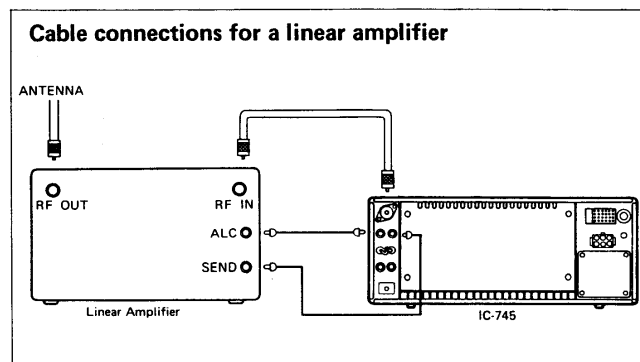 Cable connections for a linear amplifier
ANTENNA
RF OUT
RF IN
ALC
SEND
Linear Amplifier
IC-745